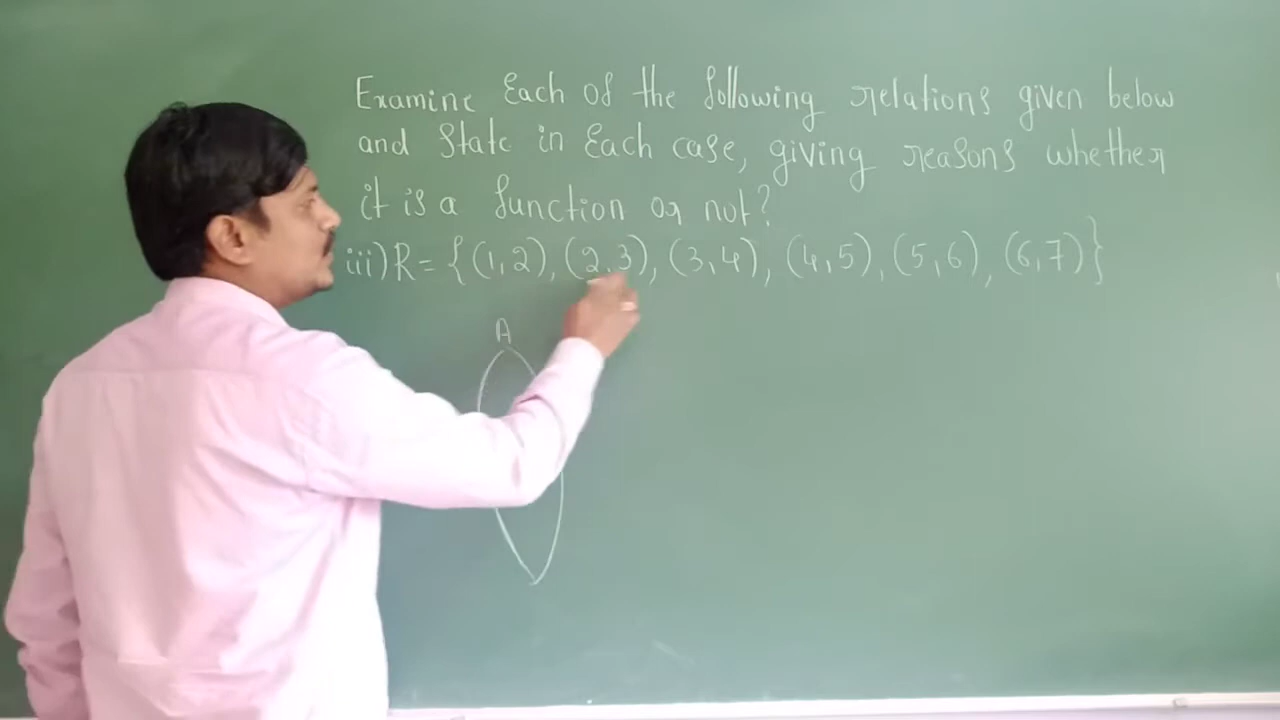 Examine Each of the following relations given below
and State in Each case, giving reasons whether
it is a function or not?
iii) R = {(1,2), (2,3), (3,4), (4,5), (5,6), (6,7)}
A